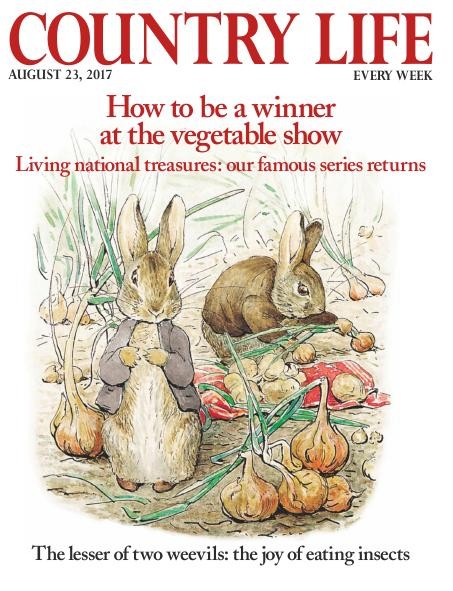 COUNTRY LIFE
AUGUST 23, 2017 EVERY WEEK
How to be a winner
at the vegetable show
Living national treasures: our famous series returns
The lesser of two weevils: the joy of eating insects